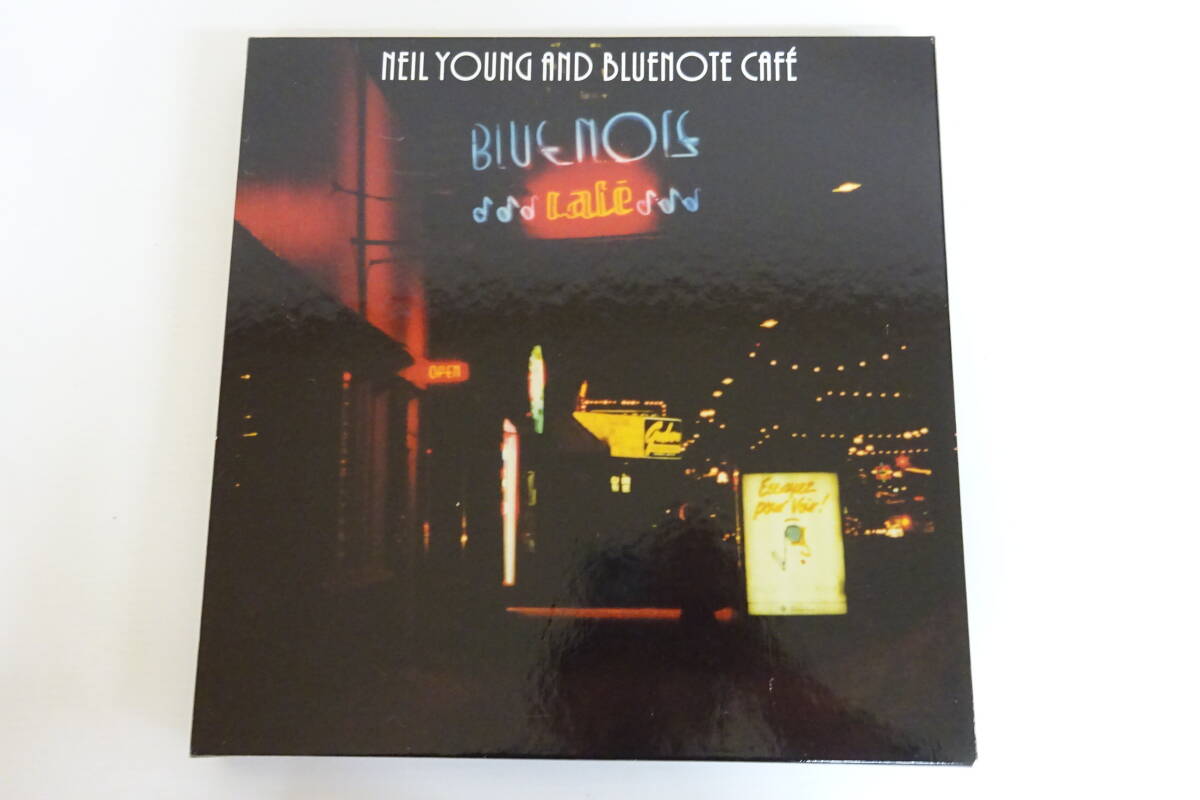 NEIL YOUNG AND BLUENOTE CAFÉ
BLUENOTE
café
OPEN
Essayez
pour Voir!